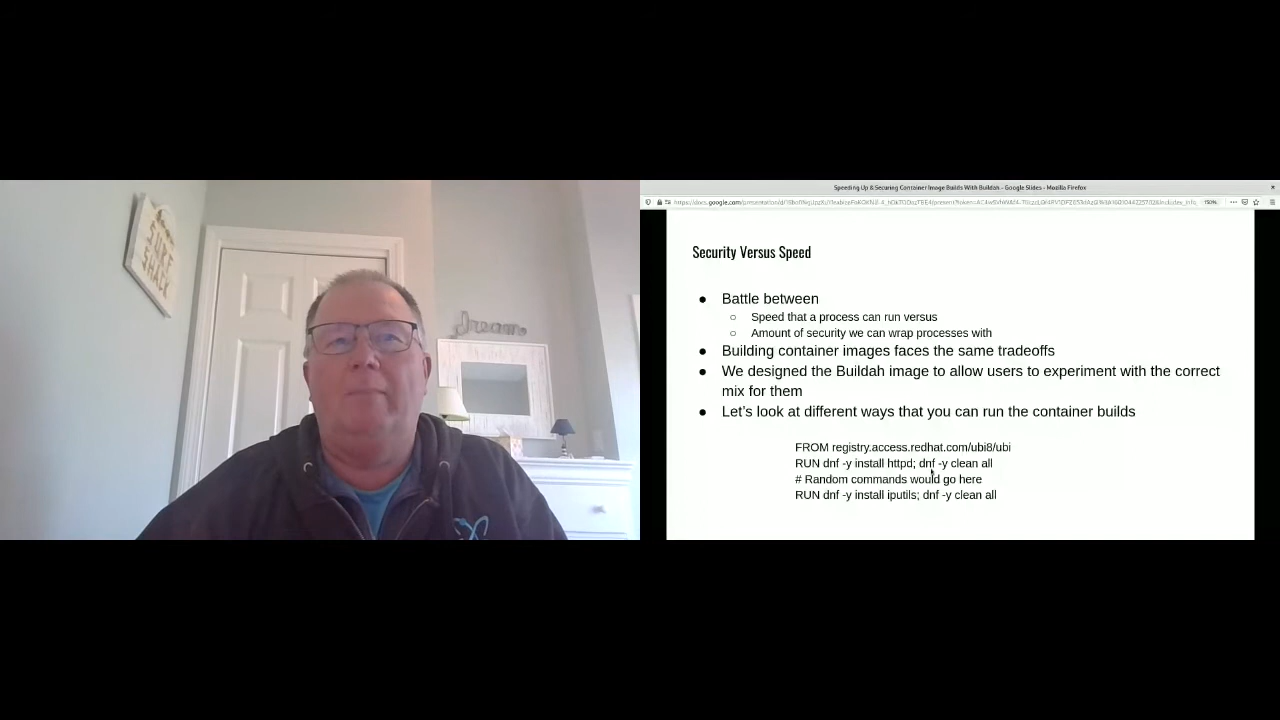 SURF
SHACK
Dream
Speeding Up & Securing Container Image Builds With Buildah - Google Slides - Mozilla Firefox
150%
Security Versus Speed
● Battle between
○ Speed that a process can run versus
○ Amount of security we can wrap processes with
● Building container images faces the same tradeoffs
● We designed the Buildah image to allow users to experiment with the correct
mix for them
● Let's look at different ways that you can run the container builds
FROM registry.access.redhat.com/ubi8/ubi
RUN dnf -y install httpd; dnf -y clean all
# Random commands would go here
RUN dnf -y install iputils; dnf -y clean all